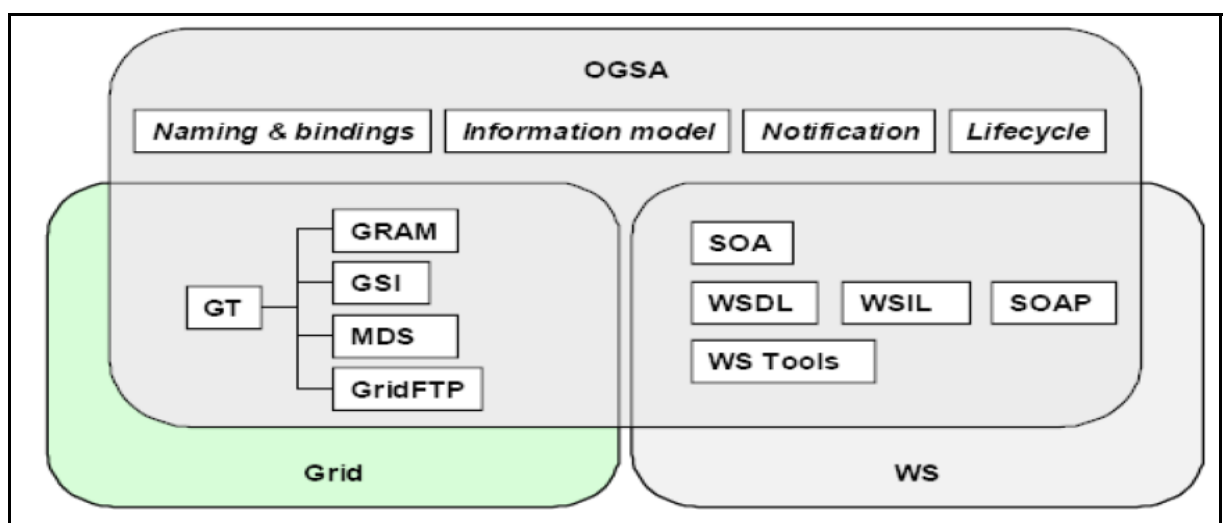 OGSA
Naming & bindings
Information model
Notification
Lifecycle
GT
GRAM
GSI
MDS
GridFTP
SOA
WSDL
WSIL
SOAP
WS Tools
Grid
WS